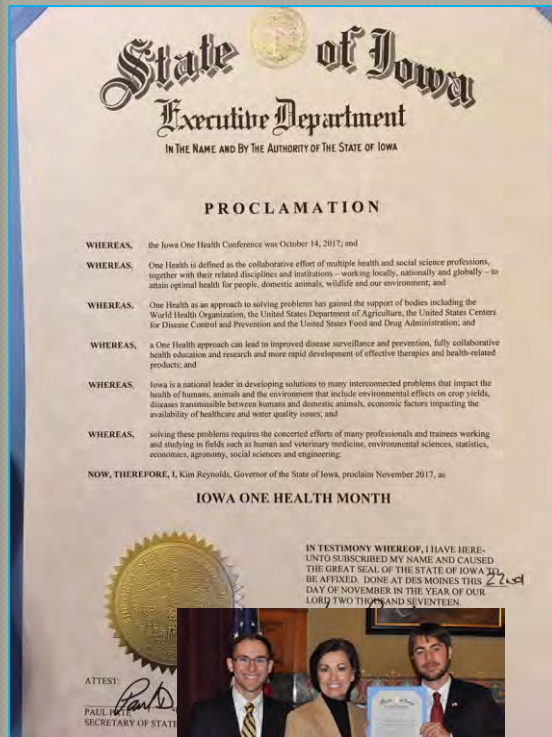 State of Iowa
Executive Department
IN THE NAME AND BY THE AUTHORITY OF THE STATE OF IOWA
PROCLAMATION
WHEREAS, the Iowa One Health Conference was October 14, 2017; and
WHEREAS, One Health is defined as the collaborative effort of multiple health and social science professions,
together with their related disciplines and institutions – working locally, nationally and globally – to
attain optimal health for people, domestic animals, wildlife and our environment; and
WHEREAS, One Health as an approach to solving problems has gained the support of bodies including the
World Health Organization, the United States Department of Agriculture, the United States Centers
for Disease Control and Prevention and the United States Food and Drug Administration; and
WHEREAS, a One Health approach can lead to improved disease surveillance and prevention, fully collaborative
health education and research and more rapid development of effective therapies and health-related
products; and
WHEREAS, Iowa is a national leader in developing solutions to many interconnected problems that impact the
health of humans, animals and the environment that include environmental effects on crop yields,
diseases transmissible between humans and domestic animals, economic factors impacting the
availability of healthcare and water quality issues; and
WHEREAS, solving these problems requires the concerted efforts of many professionals and trainees working
and studying in fields such as human and veterinary medicine, environmental sciences, statistics,
economics, agronomy, social sciences and engineering:
NOW, THEREFORE, I, Kim Reynolds, Governor of the State of Iowa, proclaim November 2017, as
IOWA ONE HEALTH MONTH
IN TESTIMONY WHEREOF, I HAVE HERE-
UNTO SUBSCRIBED MY NAME AND CAUSED
THE GREAT SEAL OF THE STATE OF IOWA TO
BE AFFIXED. DONE AT DES MOINES THIS 22nd
DAY OF NOVEMBER IN THE YEAR OF OUR
LORD TWO THOUSAND SEVENTEEN.
ATTEST:
Paul D.
PAUL PATE
SECRETARY OF STATE